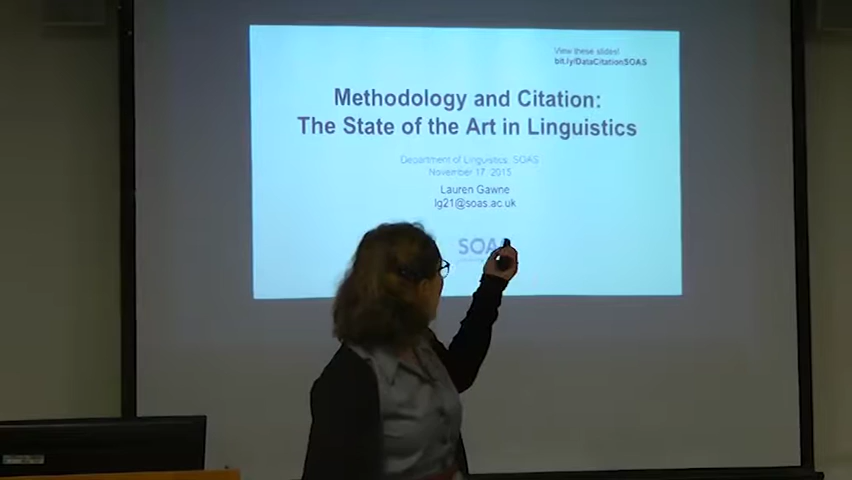 View these slides!
bit.ly/DataCitationSOAS
Methodology and Citation:
The State of the Art in Linguistics
Department of Linguistics, SOAS
November 17, 2015
Lauren Gawne
lg21@soas.ac.uk
SOAS